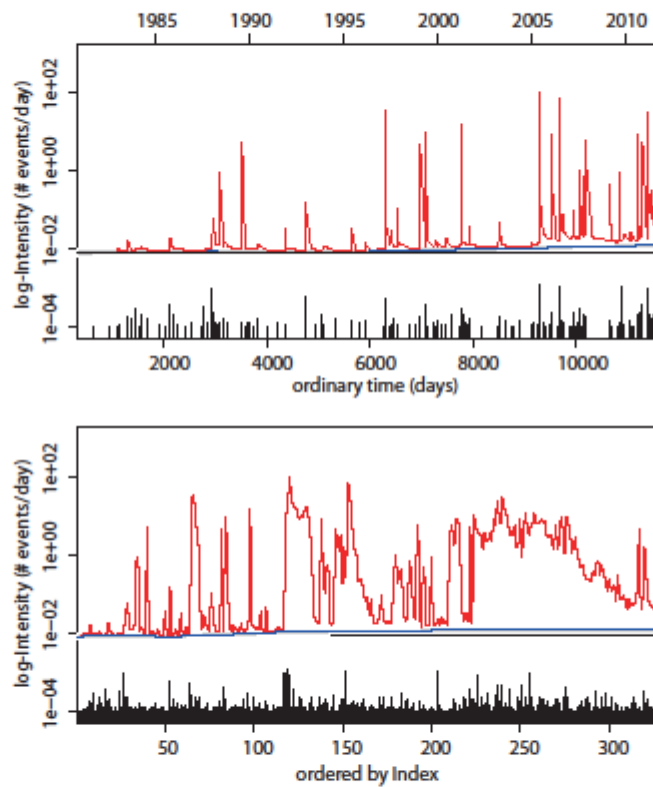 1985 1990 1995 2000 2005 2010
log-Intensity (# events/day)
1e+02
1e+00
1e-02
1e-04
2000 4000 6000 8000 10000
ordinary time (days)
log-Intensity (# events/day)
1e+02
1e+00
1e-02
1e-04
50 100 150 200 250 300
ordered by Index